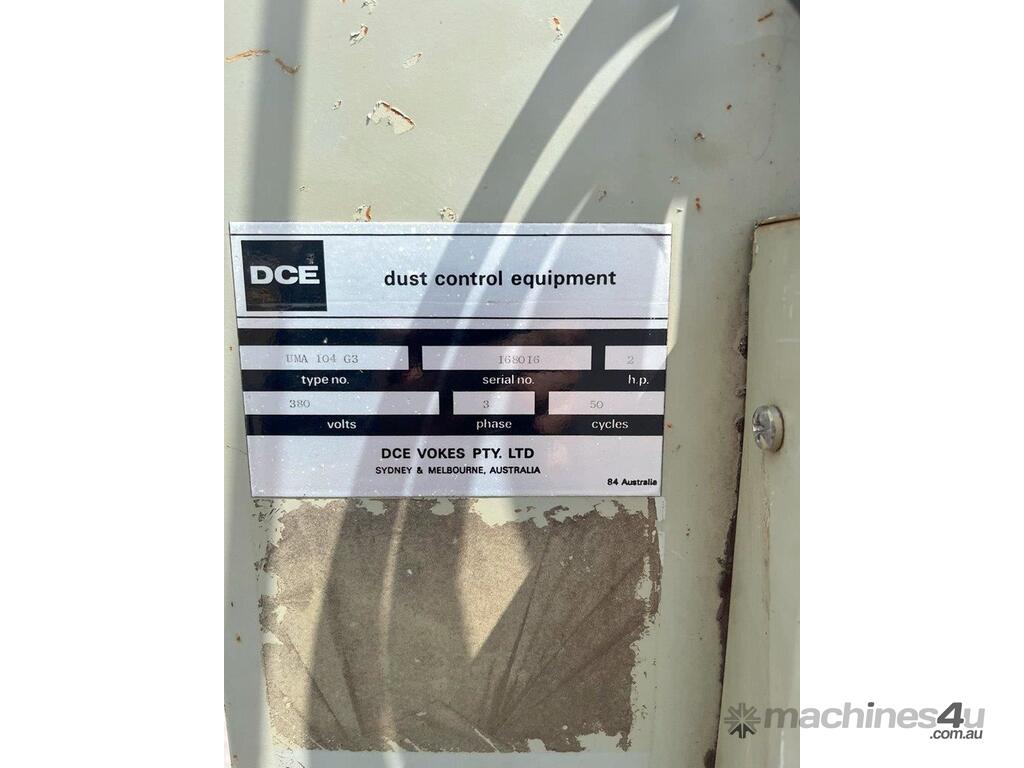 DCE
dust control equipment
UMA 104 G3 168016 2
type no. serial no. h.p.
380 3 50
volts phase cycles
DCE VOKES PTY. LTD
SYDNEY & MELBOURNE, AUSTRALIA
84 Australia
machines4u
.com.au